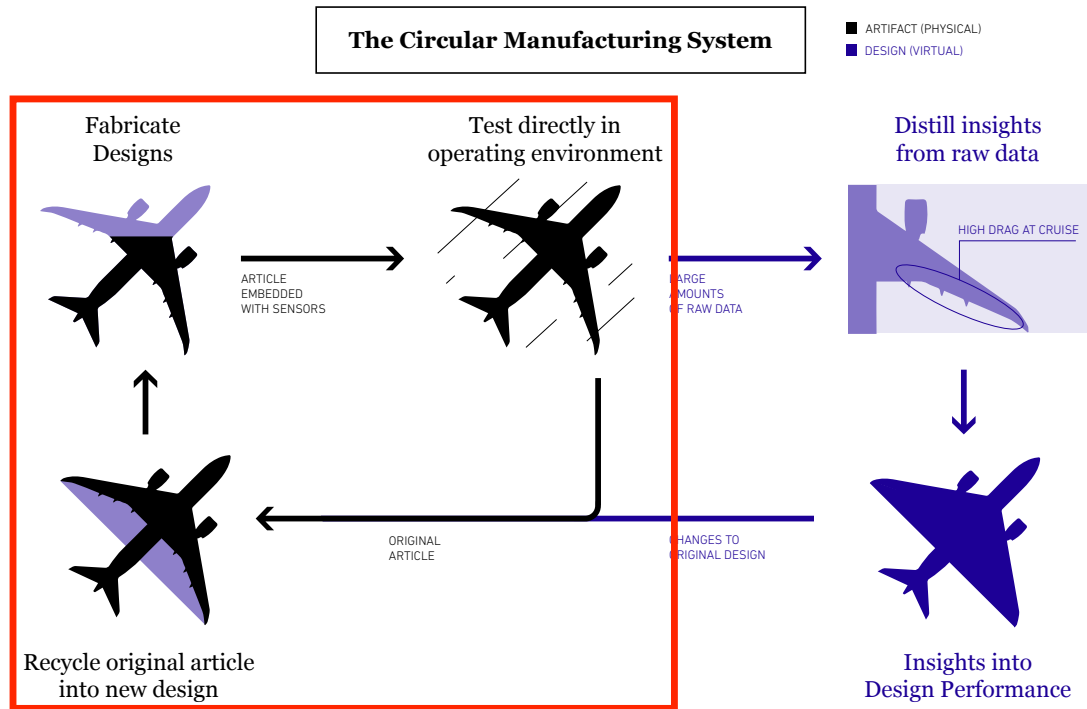 The Circular Manufacturing System
ARTIFACT (PHYSICAL)
DESIGN (VIRTUAL)
Fabricate
Designs
Test directly in
operating environment
Distill insights
from raw data
HIGH DRAG AT CRUISE
ARTICLE
EMBEDDED
WITH SENSORS
LARGE
AMOUNTS
OF RAW DATA
ORIGINAL
ARTICLE
CHANGES TO
ORIGINAL DESIGN
Recycle original article
into new design
Insights into
Design Performance